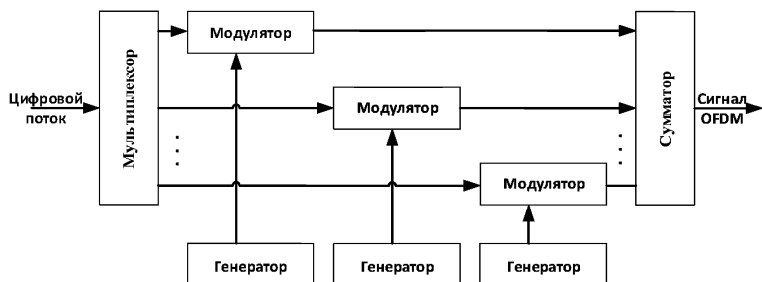 Модулятор
Цифровой
поток
Мультиплексор
Модулятор
Сумматор
Сигнал
OFDM
Модулятор
Генератор
Генератор
Генератор